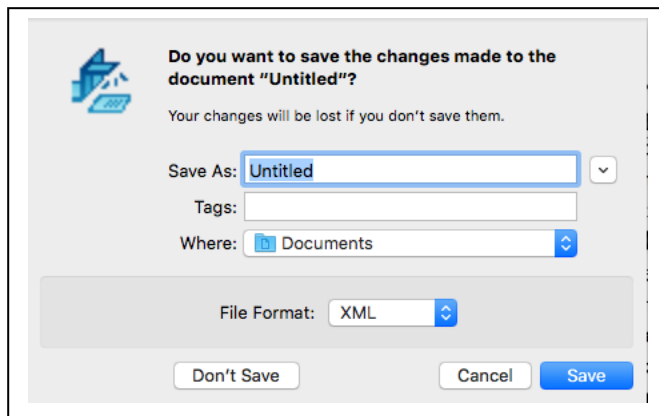 Do you want to save the changes made to the
document “Untitled”?
Your changes will be lost if you don’t save them.
Save As: Untitled
Tags:
Where: Documents
File Format: XML
Don’t Save Cancel Save